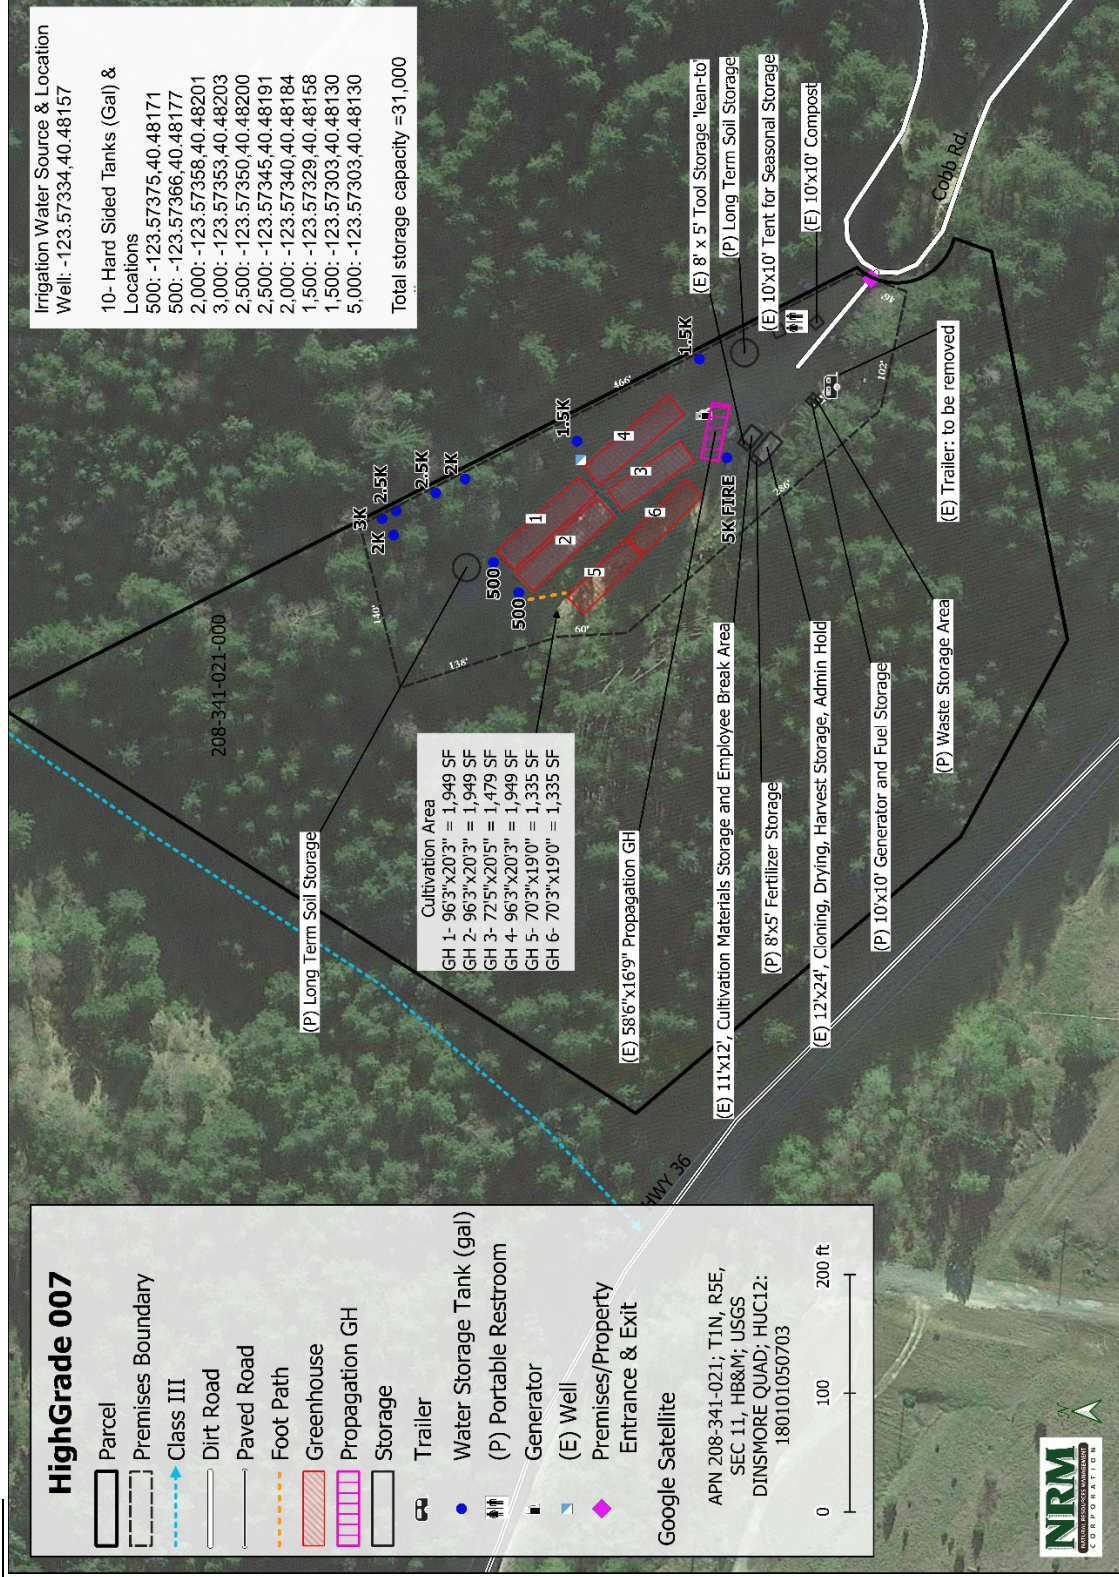 HighGrade 007
Parcel
Premises Boundary
Class III
Dirt Road
Paved Road
Foot Path
Greenhouse
Propagation GH
Storage
Trailer
Water Storage Tank (gal)
(P) Portable Restroom
Generator
(E) Well
Premises/Property
Entrance & Exit
Google Satellite
APN 208-341-021; T1N, R5E,
SEC 11, HB&M; USGS
DINSMORE QUAD; HUC12:
180101050703
0 100 200 ft
NRM
NATURAL RESOURCES MANAGEMENT
CORPORATION
N
HWY 36
208-341-021-000
(P) Long Term Soil Storage
Cultivation Area
GH 1- 96'3"x20'3" = 1,949 SF
GH 2- 96'3"x20'3" = 1,949 SF
GH 3- 72'5"x20'5" = 1,479 SF
GH 4- 96'3"x20'3" = 1,949 SF
GH 5- 70'3"x19'0" = 1,335 SF
GH 6- 70'3"x19'0" = 1,335 SF
(E) 58'6"x16'9" Propagation GH
(E) 11'x12', Cultivation Materials Storage and Employee Break Area
(P) 8'x5' Fertilizer Storage
(E) 12'x24', Cloning, Drying, Harvest Storage, Admin Hold
(P) 10'x10' Generator and Fuel Storage
(P) Waste Storage Area
(E) Trailer: to be removed
140'
138'
60'
286'
102'
91'
466'
2K
3K
2.5K
2.5K
2K
500
500
1.5K
1.5K
5K FIRE
1
2
3
4
5
6
(E) 8' x 5' Tool Storage 'lean-to'
(P) Long Term Soil Storage
(E) 10'x10' Tent for Seasonal Storage
(E) 10'x10' Compost
Cobb Rd.
Irrigation Water Source & Location
Well: -123.57334,40.48157
10- Hard Sided Tanks (Gal) &
Locations
500: -123.57375,40.48171
500: -123.57366,40.48177
2,000: -123.57358,40.48201
3,000: -123.57353,40.48203
2,500: -123.57350,40.48200
2,500: -123.57345,40.48191
2,000: -123.57340,40.48184
1,500: -123.57329,40.48158
1,500: -123.57303,40.48130
5,000: -123.57303,40.48130
Total storage capacity =31,000